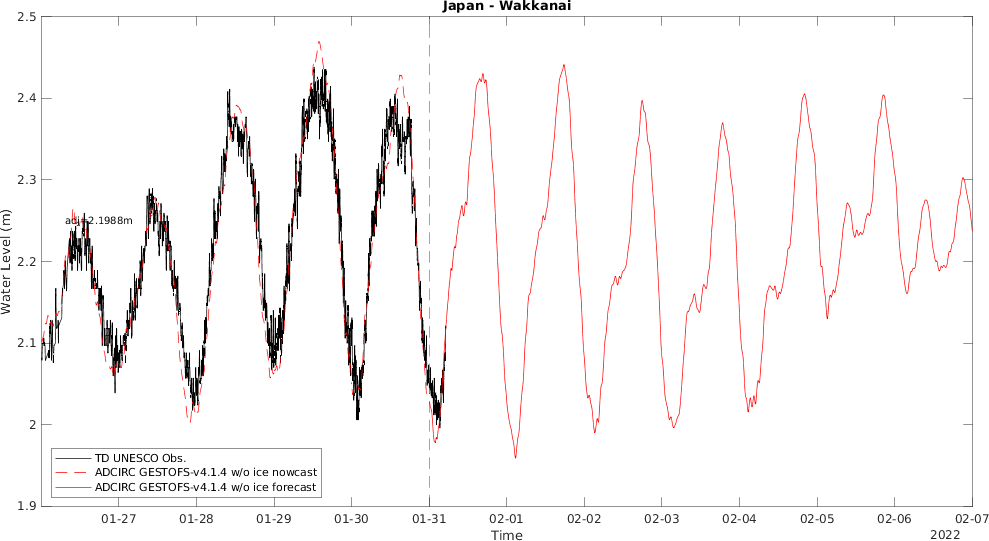 Japan - Wakkanai
2.5
2.4
2.3
2.2
2.1
2
1.9
Water Level (m)
adj=2.1988m
TD UNESCO Obs.
ADCIRC GESTOFS-v4.1.4 w/o ice nowcast
ADCIRC GESTOFS-v4.1.4 w/o ice forecast
01-27 01-28 01-29 01-30 01-31 02-01 02-02 02-03 02-04 02-05 02-06 02-07
Time
2022